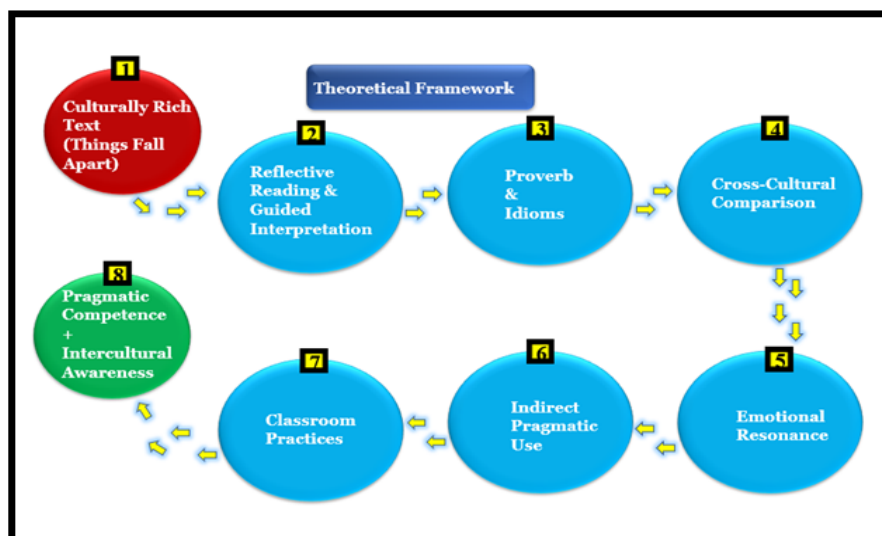 Theoretical Framework
1
Culturally Rich
Text
(Things Fall
Apart)
2
Reflective
Reading &
Guided
Interpretation
3
Proverb
&
Idioms
4
Cross-Cultural
Comparison
5
Emotional
Resonance
6
Indirect
Pragmatic
Use
7
Classroom
Practices
8
Pragmatic
Competence
+
Intercultural
Awareness